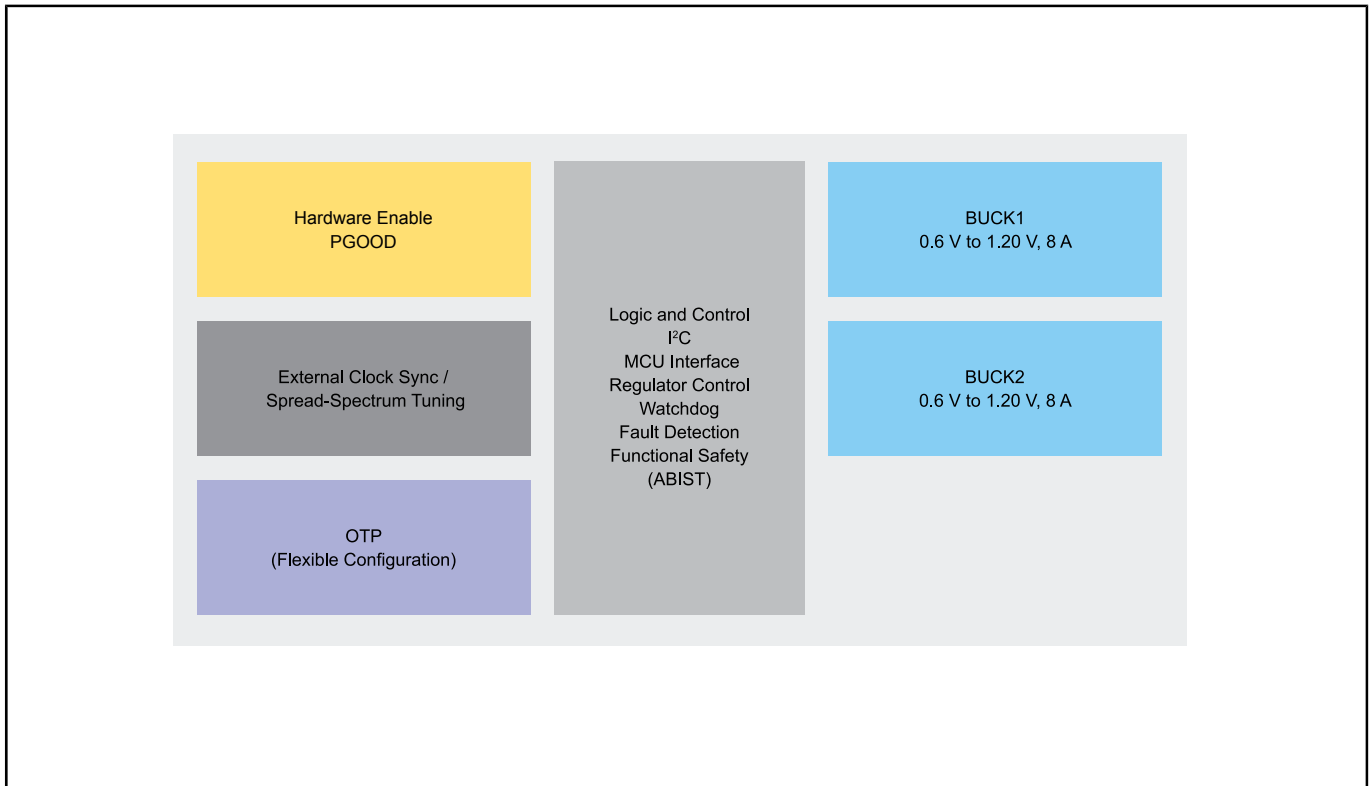 Hardware Enable
PGOOD
External Clock Sync /
Spread-Spectrum Tuning
OTP
(Flexible Configuration)
Logic and Control
I²C
MCU Interface
Regulator Control
Watchdog
Fault Detection
Functional Safety
(ABIST)
BUCK1
0.6 V to 1.20 V, 8 A
BUCK2
0.6 V to 1.20 V, 8 A